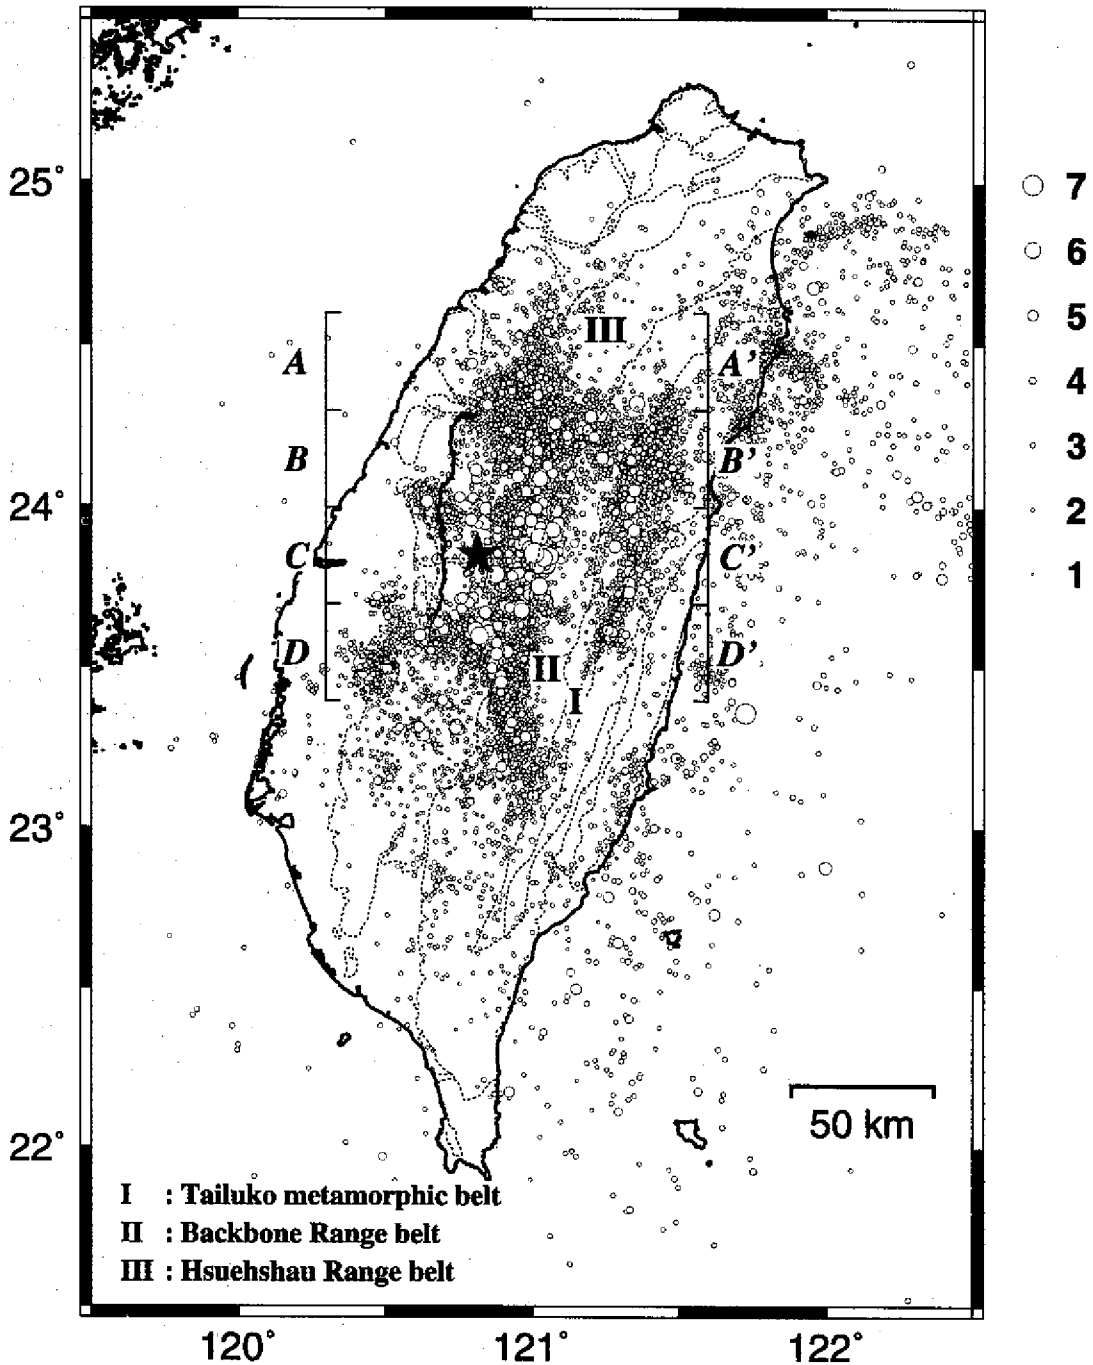 25°
7
6
III
5
A
A'
4
B
B'
3
24°
2
C
C'
1
D
II
D'
I
23°
50 km
22°
I : Tailuko metamorphic belt
II : Backbone Range belt
III : Hsuehshau Range belt
120°
121°
122°